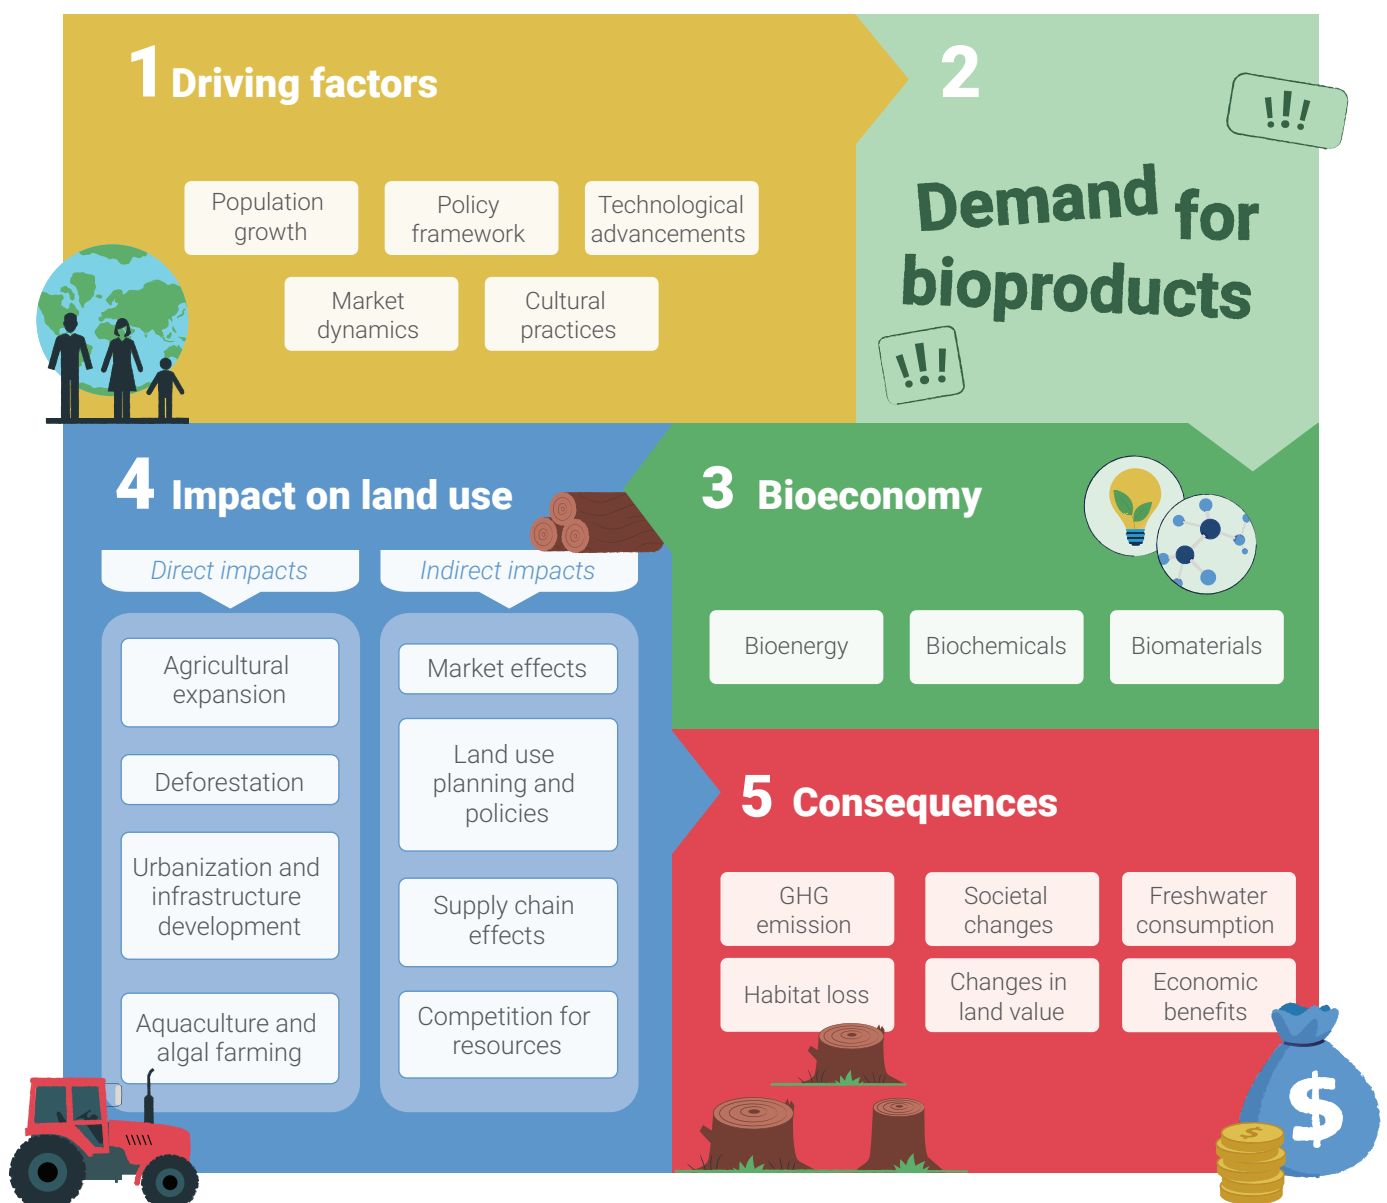 1 Driving factors
Population
growth
Policy
framework
Technological
advancements
Market
dynamics
Cultural
practices
2
!!!
Demand for
bioproducts
!!!
3 Bioeconomy
Bioenergy
Biochemicals
Biomaterials
4 Impact on land use
Direct impacts
Agricultural
expansion
Deforestation
Urbanization and
infrastructure
development
Aquaculture and
algal farming
Indirect impacts
Market effects
Land use
planning and
policies
Supply chain
effects
Competition for
resources
5 Consequences
GHG
emission
Societal
changes
Freshwater
consumption
Habitat loss
Changes in
land value
Economic
benefits
$
$